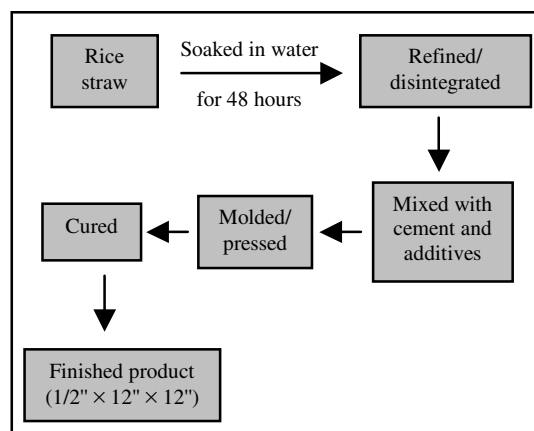 Rice
straw
Soaked in water
for 48 hours
Refined/
disintegrated
Mixed with
cement and
additives
Molded/
pressed
Cured
Finished product
(1/2" × 12" × 12")